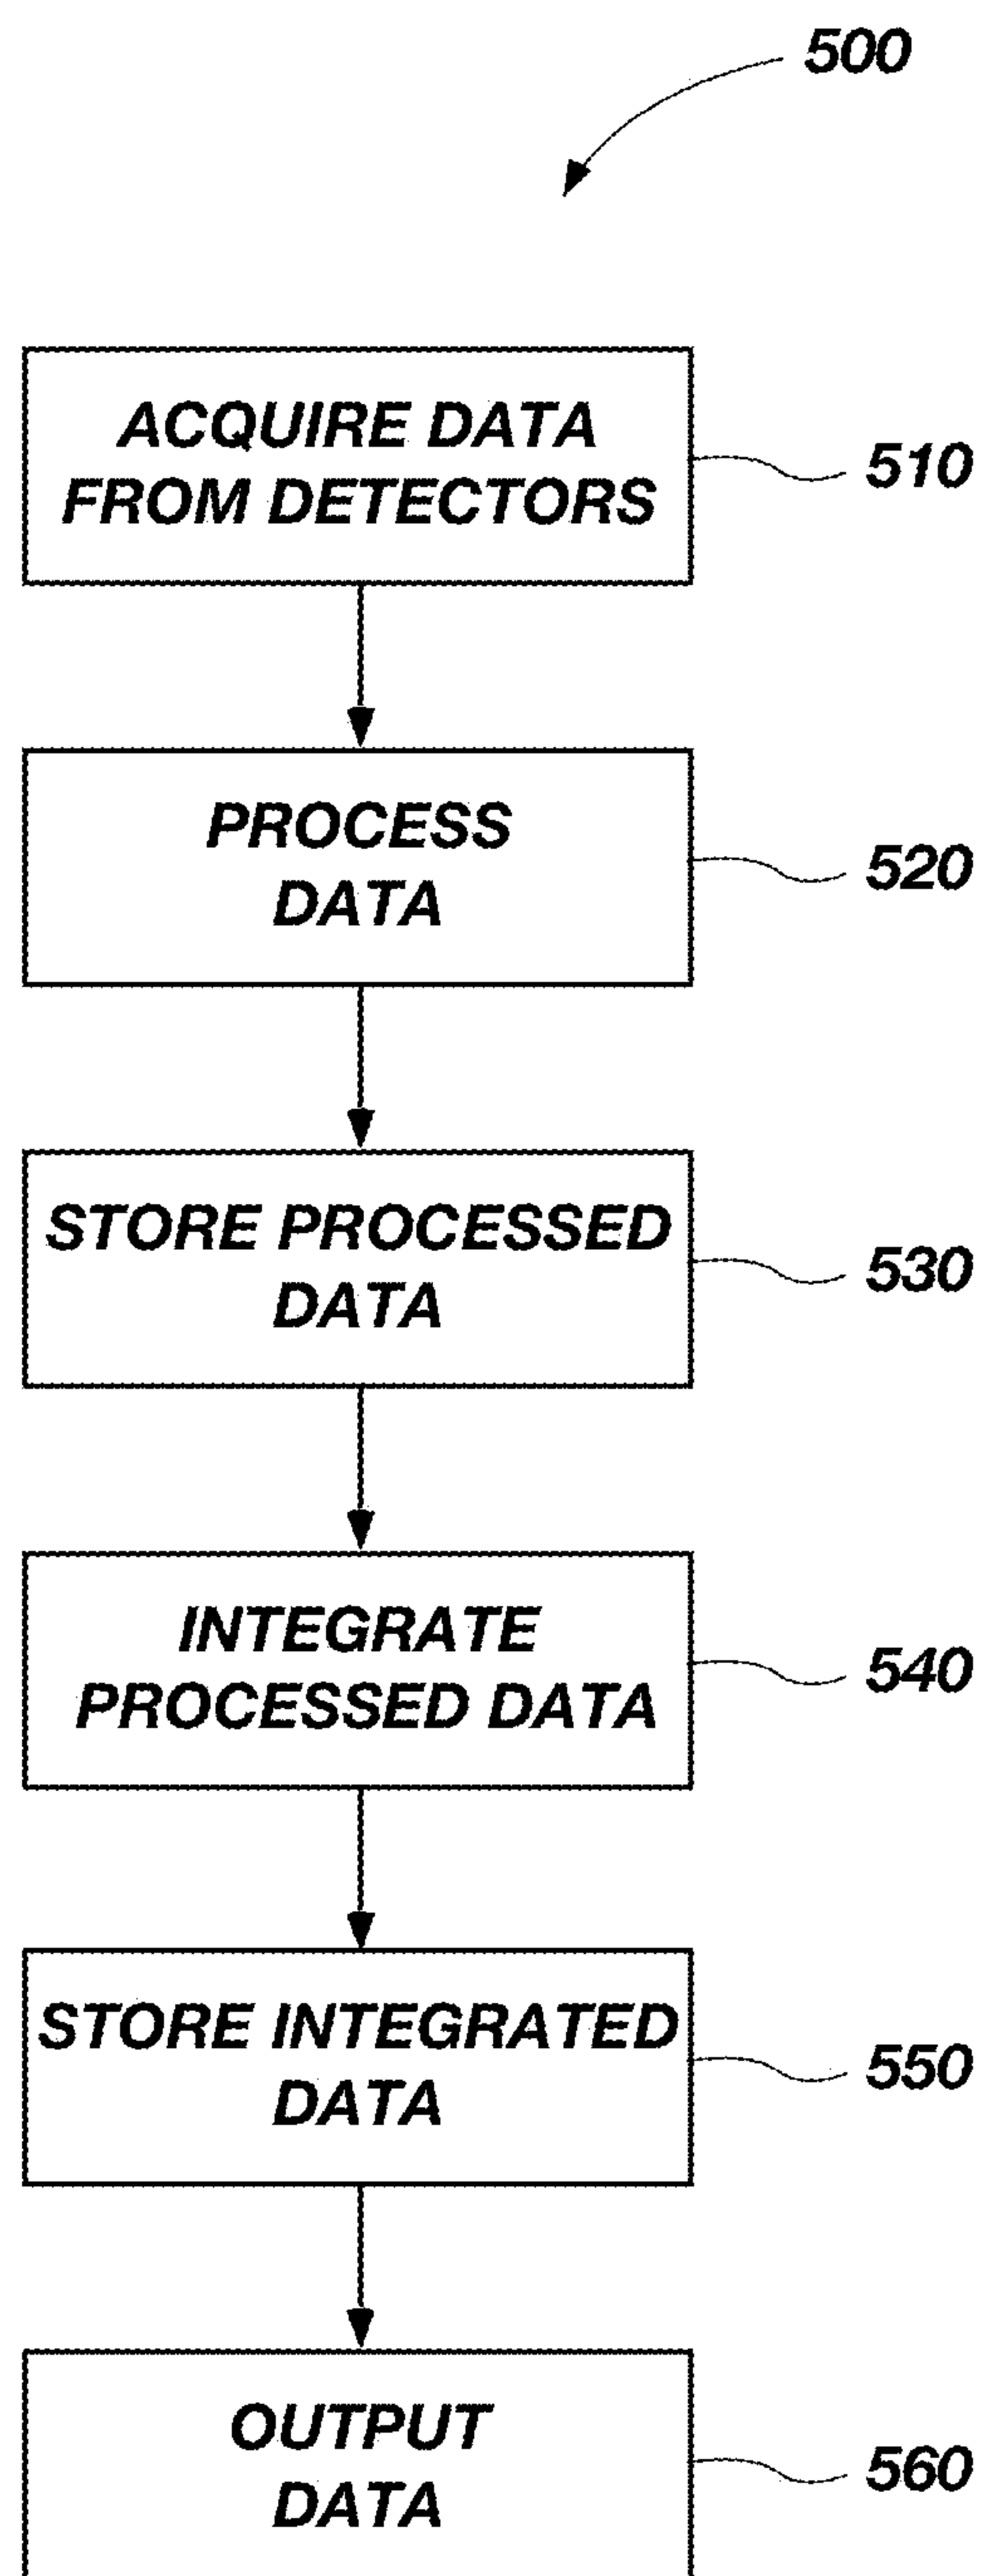 500
ACQUIRE DATA
FROM DETECTORS
510
PROCESS
DATA
520
STORE PROCESSED
DATA
530
INTEGRATE
PROCESSED DATA
540
STORE INTEGRATED
DATA
550
OUTPUT
DATA
560